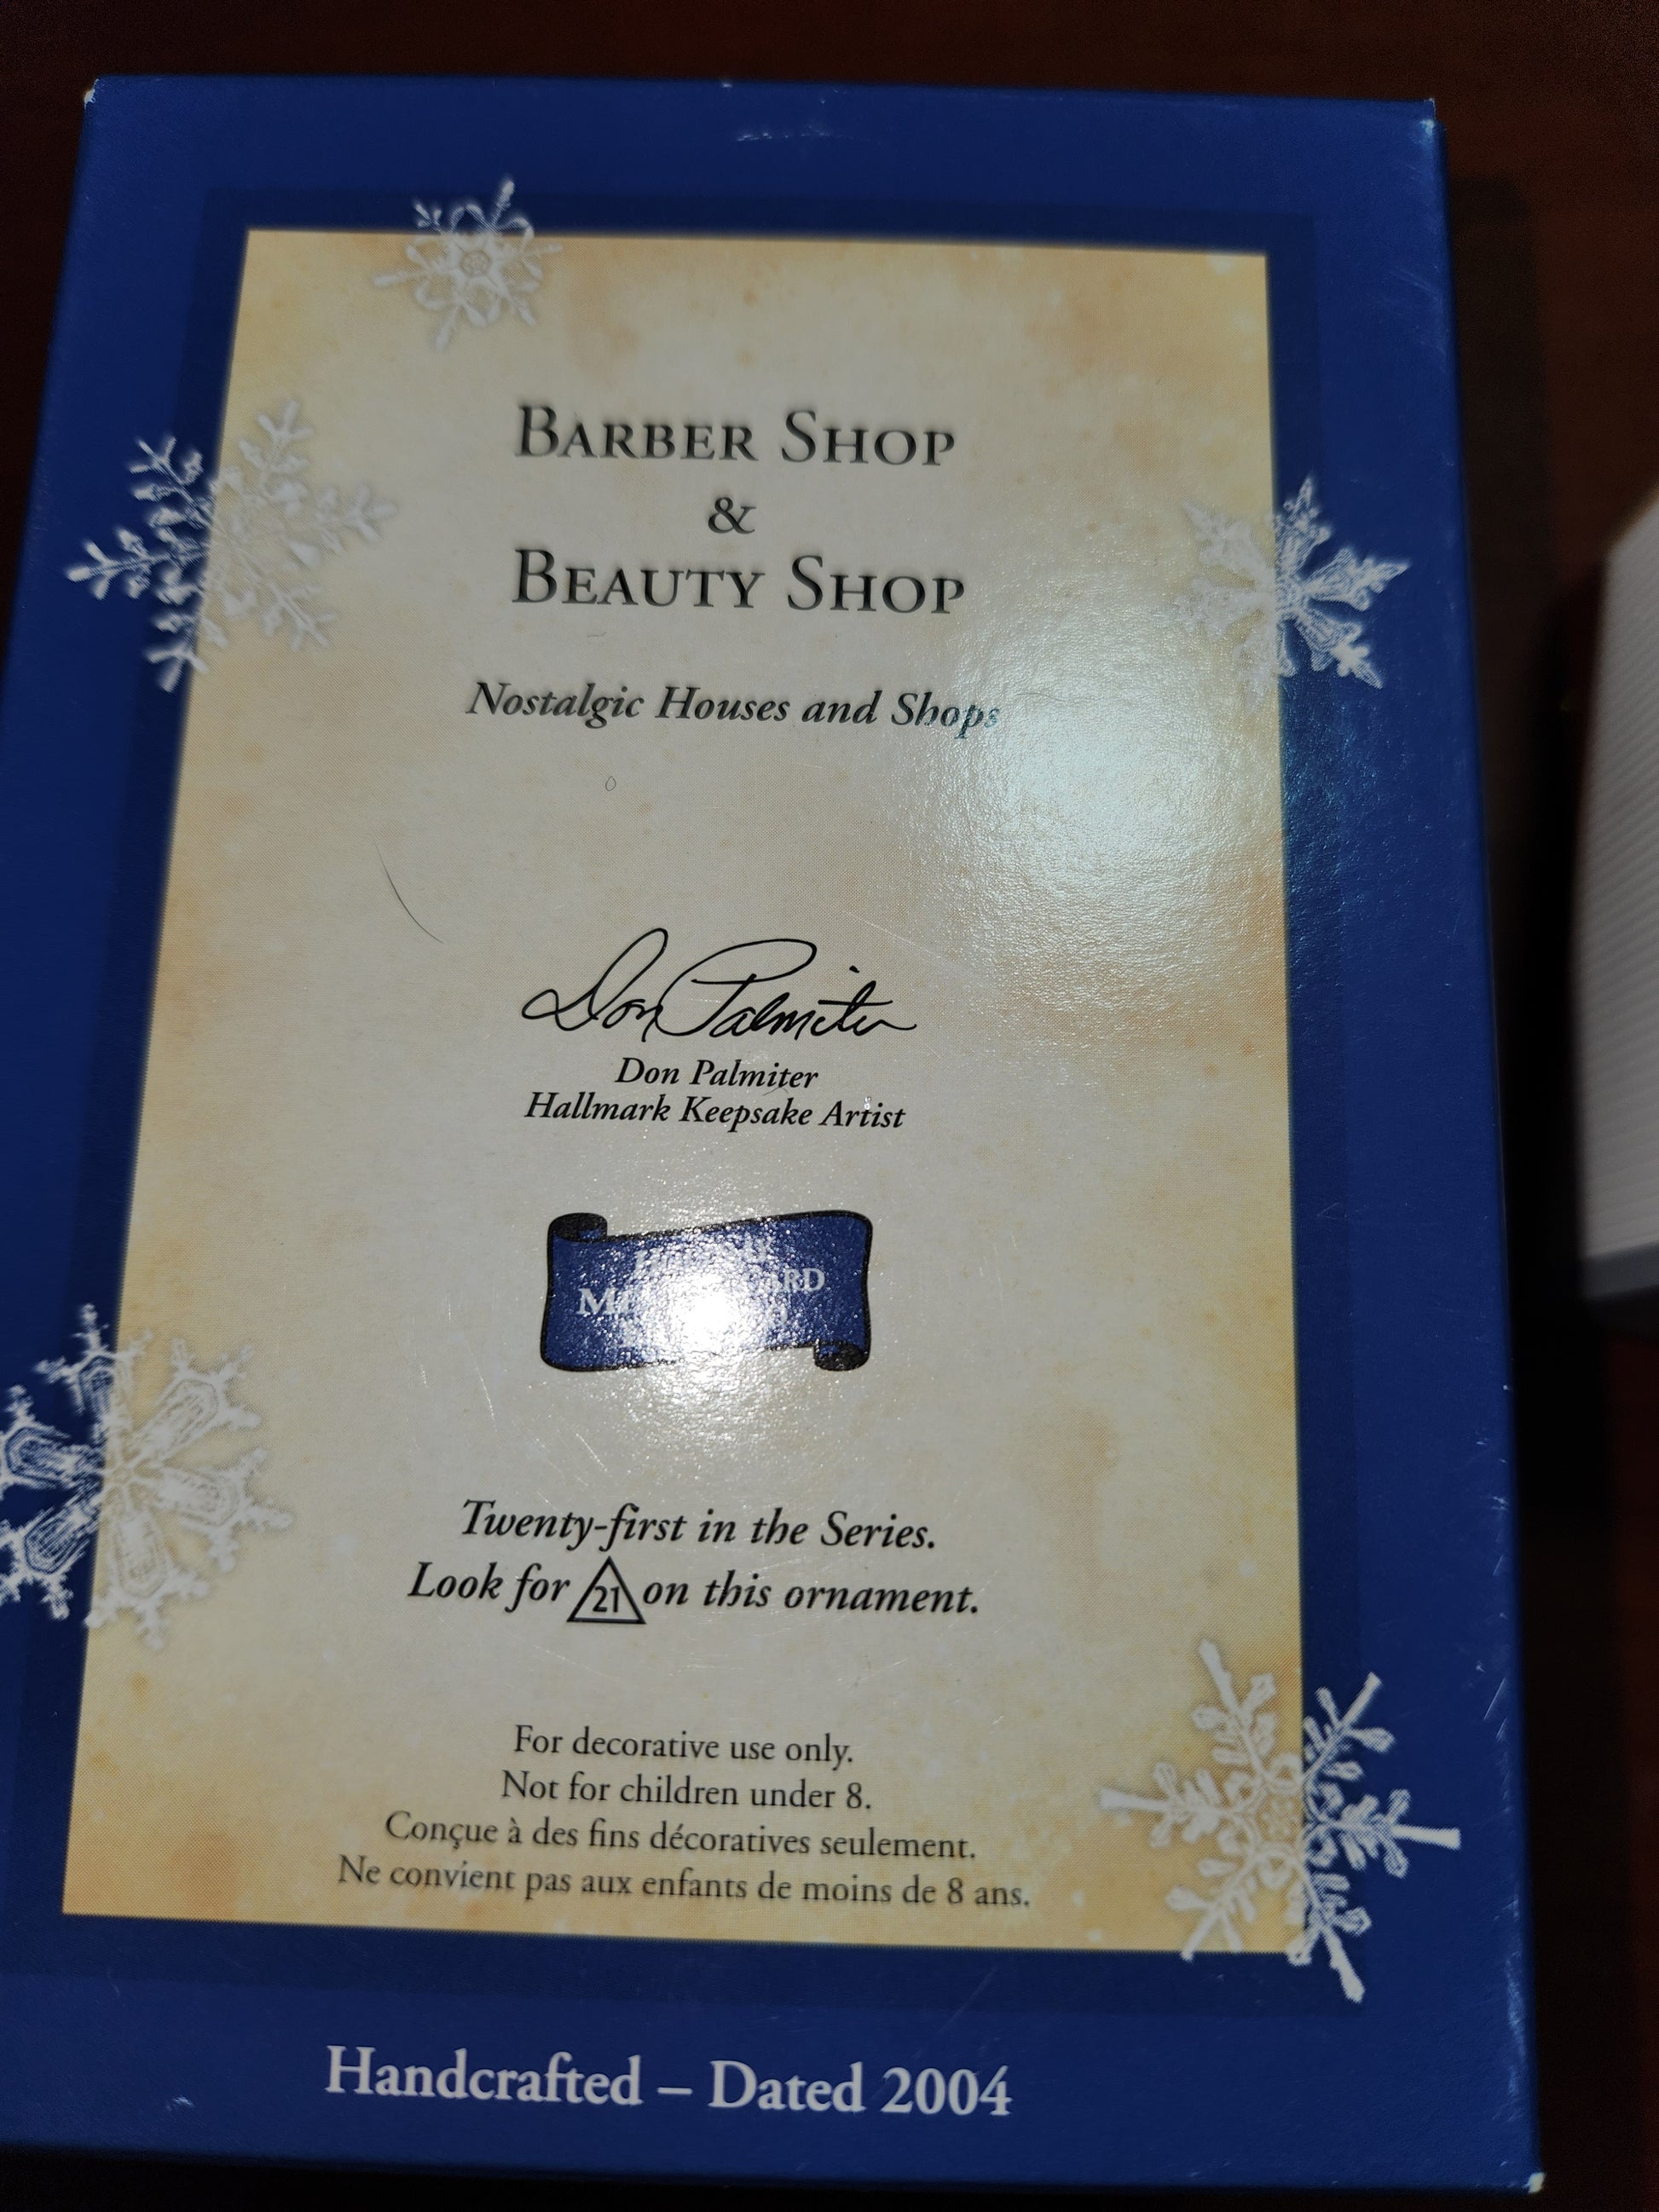 BARBER SHOP
&
BEAUTY SHOP
Nostalgic Houses and Shops
Don Palmiter
Don Palmiter
Hallmark Keepsake Artist
Twenty-first in the Series.
Look for 21 on this ornament.
For decorative use only.
Not for children under 8.
Conçue à des fins décoratives seulement.
Ne convient pas aux enfants de moins de 8 ans.
Handcrafted – Dated 2004